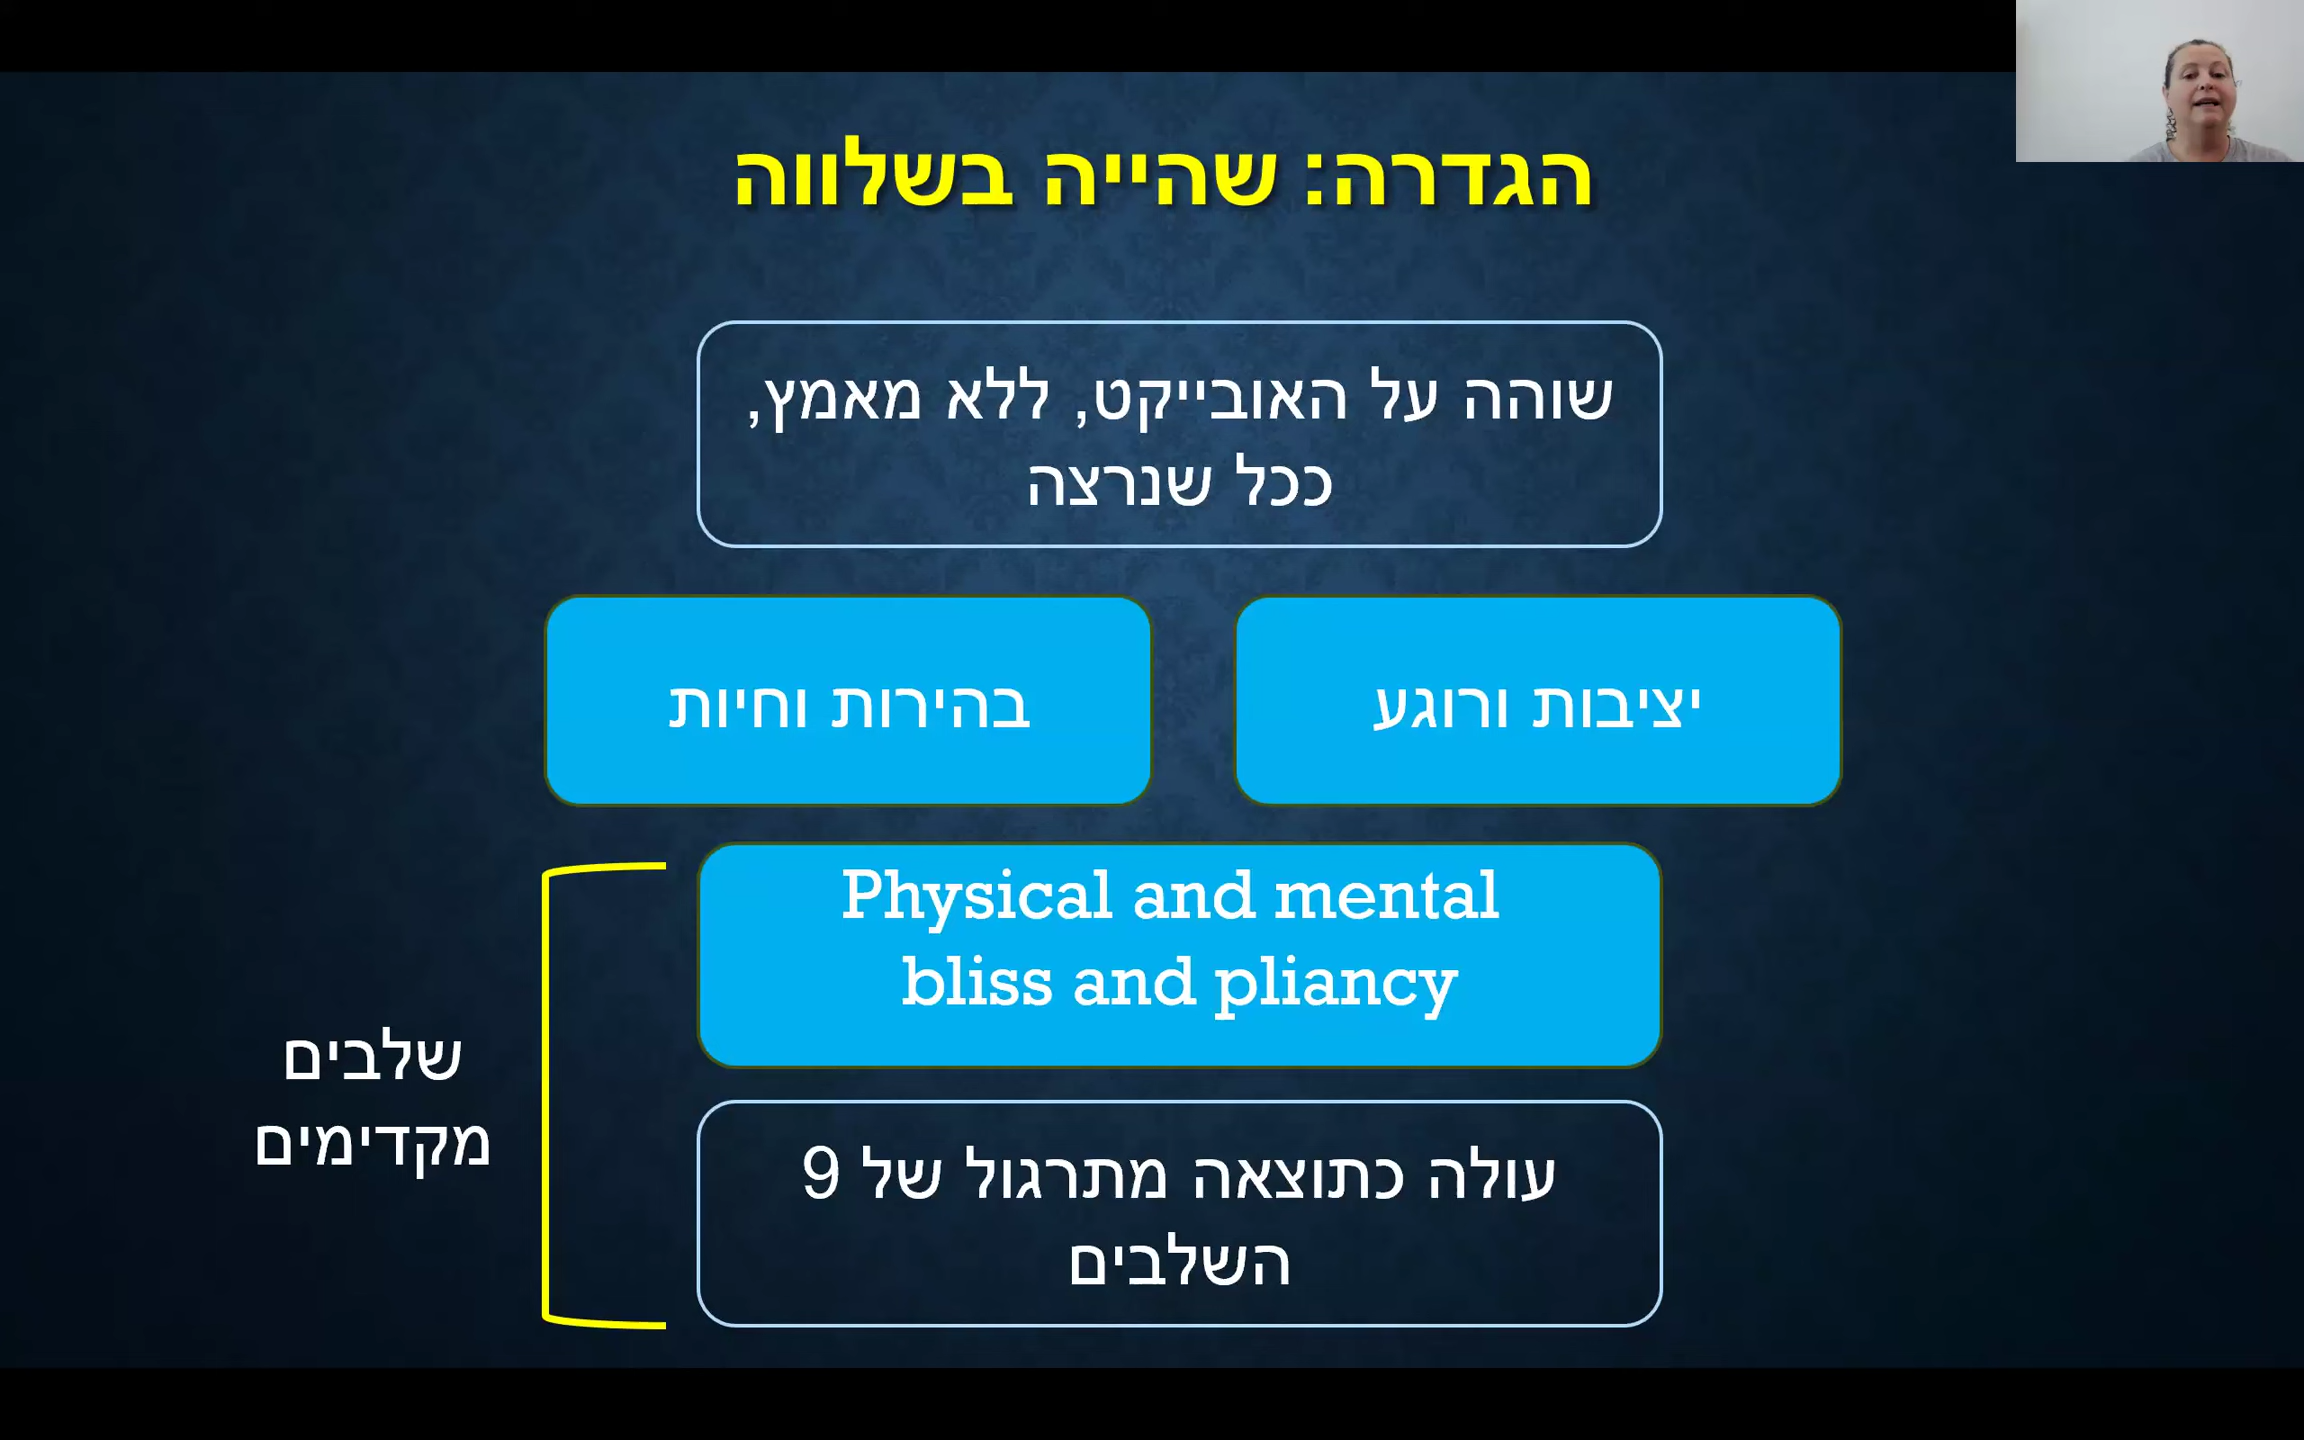 הגדרה: שהייה בשלווה
שוהה על האובייקט, ללא מאמץ,
ככל שנרצה
יציבות ורוגע
בהירות וחיות
Physical and mental
bliss and pliancy
שלבים
מקדימים
עולה כתוצאה מתרגול של 9
השלבים